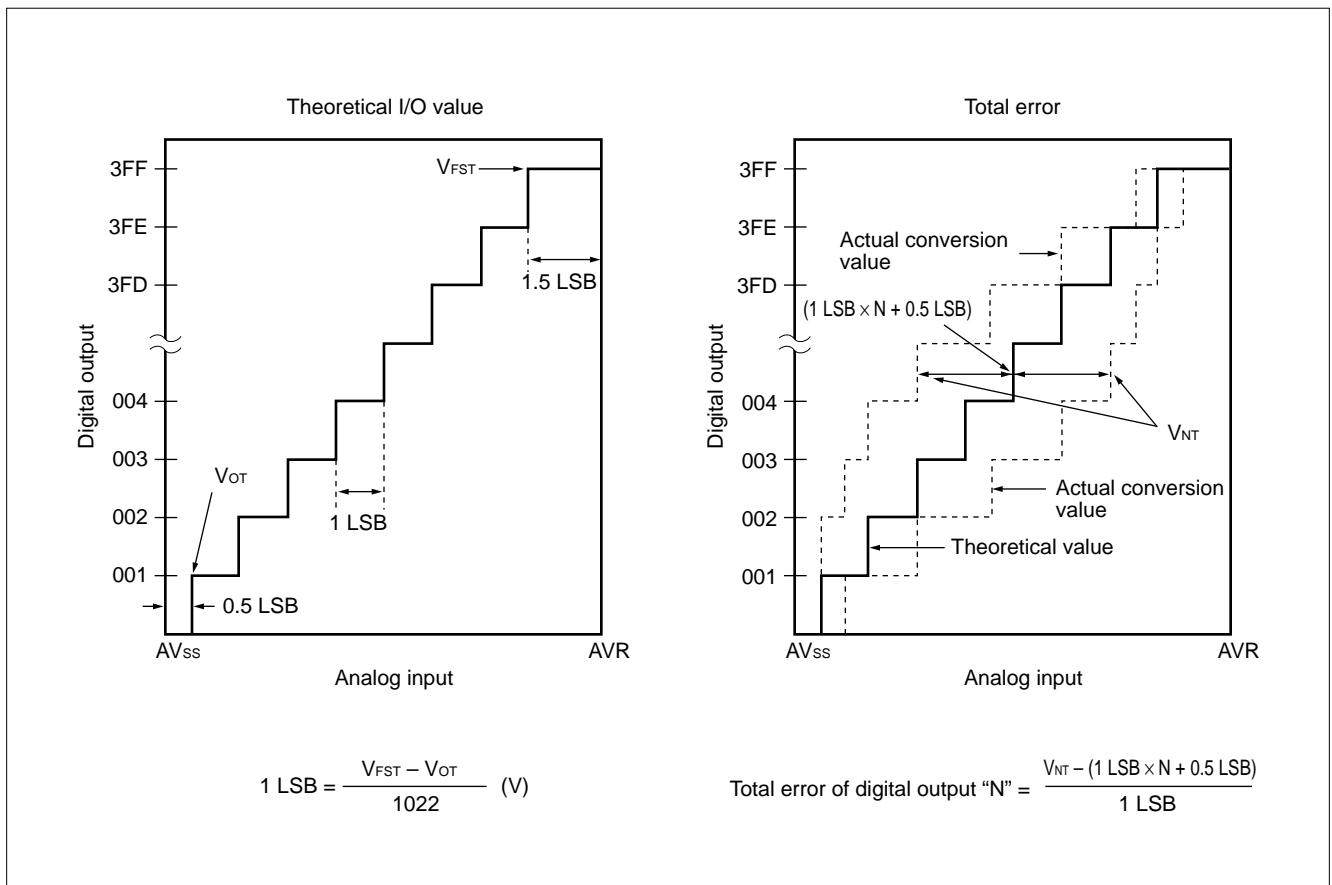 Theoretical I/O value
3FF
3FE
3FD
004
003
002
001
Digital output
VFST
1.5 LSB
VOT
1 LSB
0.5 LSB
AVSS
AVR
Analog input
1 LSB = VFST – VOT / 1022 (V)
Total error
3FF
3FE
3FD
004
003
002
001
Digital output
Actual conversion
value
(1 LSB × N + 0.5 LSB)
VNT
Actual conversion
value
Theoretical value
AVSS
AVR
Analog input
Total error of digital output “N” = VNT – (1 LSB × N + 0.5 LSB) / 1 LSB